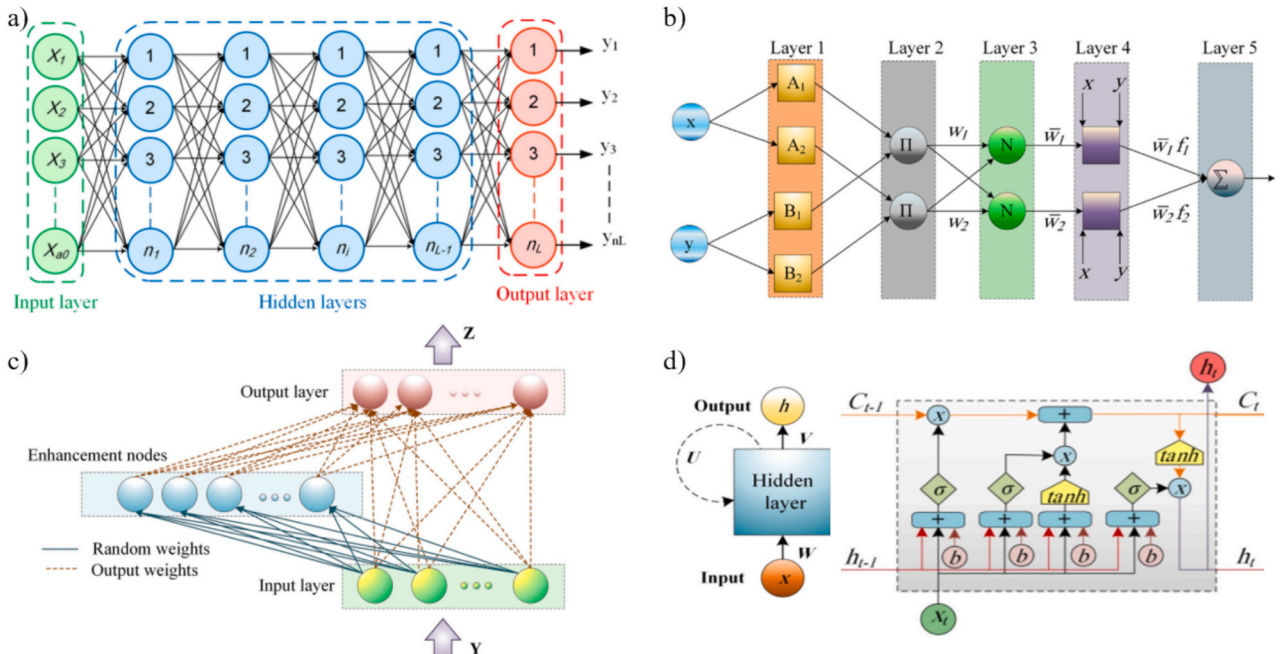 a)
X1 1 1 1 1 1 y1
X2 2 2 2 2 2 y2
X3 3 3 3 3 3 y3
Xa0 n1 n2 ni nL-1 nL ynL
Input layer Hidden layers Output layer
b)
Layer 1 Layer 2 Layer 3 Layer 4 Layer 5
x y
A1
x A2 Π w1 N w̅1 w̅1 f1
Σ
y B1 Π w2 N w̅2 w̅2 f2
B2
x y
c)
Z
Output layer
Enhancement nodes
Random weights
Output weights
Input layer
Y
d)
Output h
V
U
Hidden
layer
W
Input x
ht
Ct-1 x + Ct
tanh
x
σ σ tanh σ x
+ + + +
ht-1 b b b b ht
xt